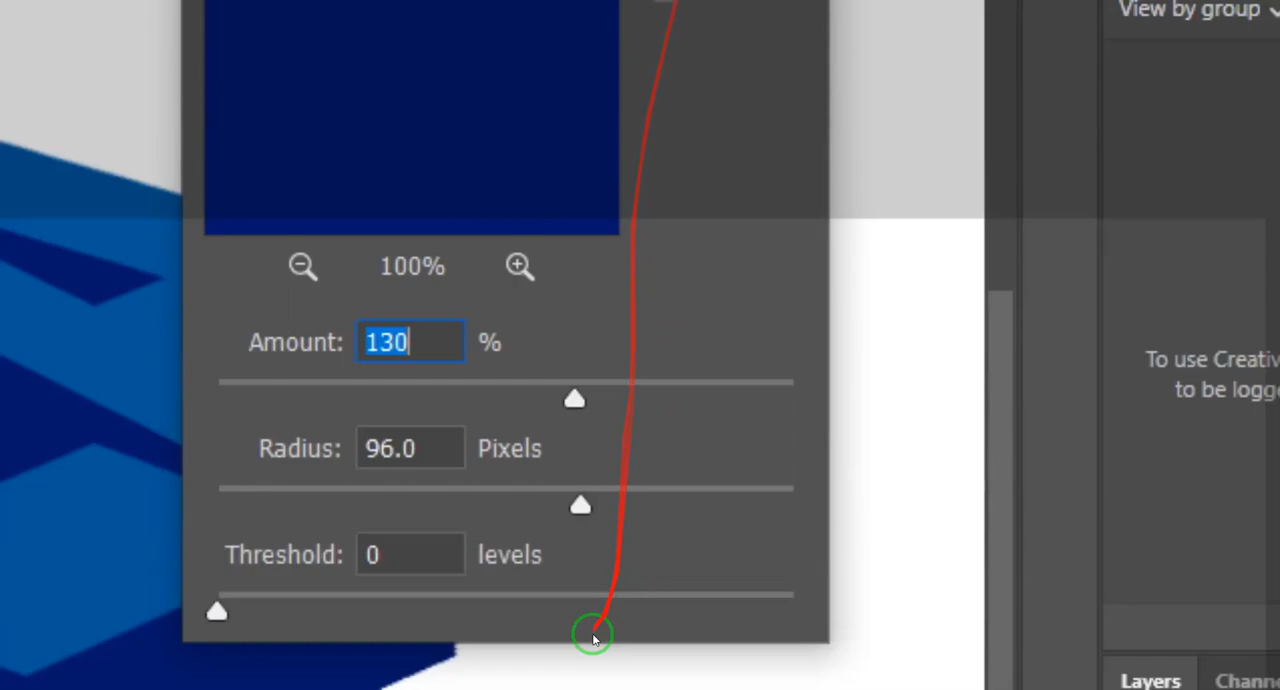 View by group
100%
Amount: 130 %
Radius: 96.0 Pixels
To use Creativ
to be logge
Threshold: 0 levels
Layers Channe